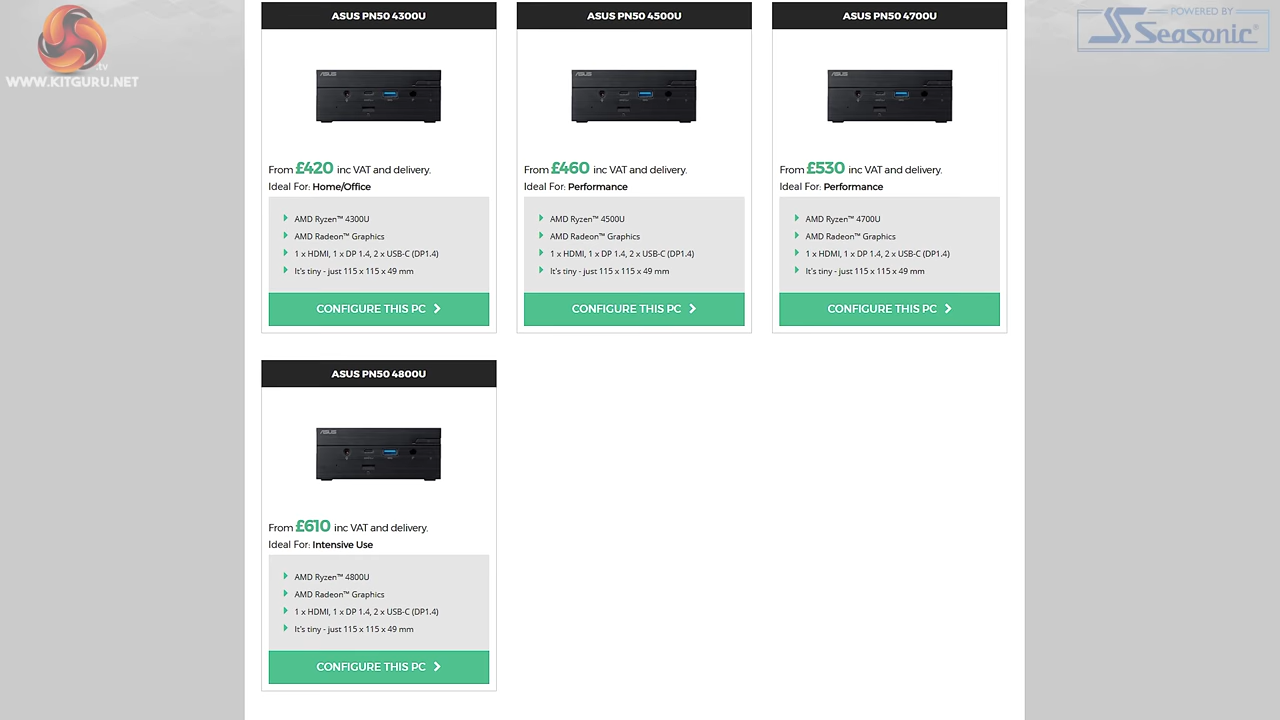 .tv
WWW.KITGURU.NET
POWERED BY
Seasonic®
ASUS PN50 4300U
ASUS
From £420 inc VAT and delivery.
Ideal For: Home/Office
AMD Ryzen™ 4300U
AMD Radeon™ Graphics
1 x HDMI, 1 x DP 1.4, 2 x USB-C (DP1.4)
It's tiny - just 115 x 115 x 49 mm
CONFIGURE THIS PC
ASUS PN50 4500U
ASUS
From £460 inc VAT and delivery.
Ideal For: Performance
AMD Ryzen™ 4500U
AMD Radeon™ Graphics
1 x HDMI, 1 x DP 1.4, 2 x USB-C (DP1.4)
It's tiny - just 115 x 115 x 49 mm
CONFIGURE THIS PC
ASUS PN50 4700U
ASUS
From £530 inc VAT and delivery.
Ideal For: Performance
AMD Ryzen™ 4700U
AMD Radeon™ Graphics
1 x HDMI, 1 x DP 1.4, 2 x USB-C (DP1.4)
It's tiny - just 115 x 115 x 49 mm
CONFIGURE THIS PC
ASUS PN50 4800U
ASUS
From £610 inc VAT and delivery.
Ideal For: Intensive Use
AMD Ryzen™ 4800U
AMD Radeon™ Graphics
1 x HDMI, 1 x DP 1.4, 2 x USB-C (DP1.4)
It's tiny - just 115 x 115 x 49 mm
CONFIGURE THIS PC